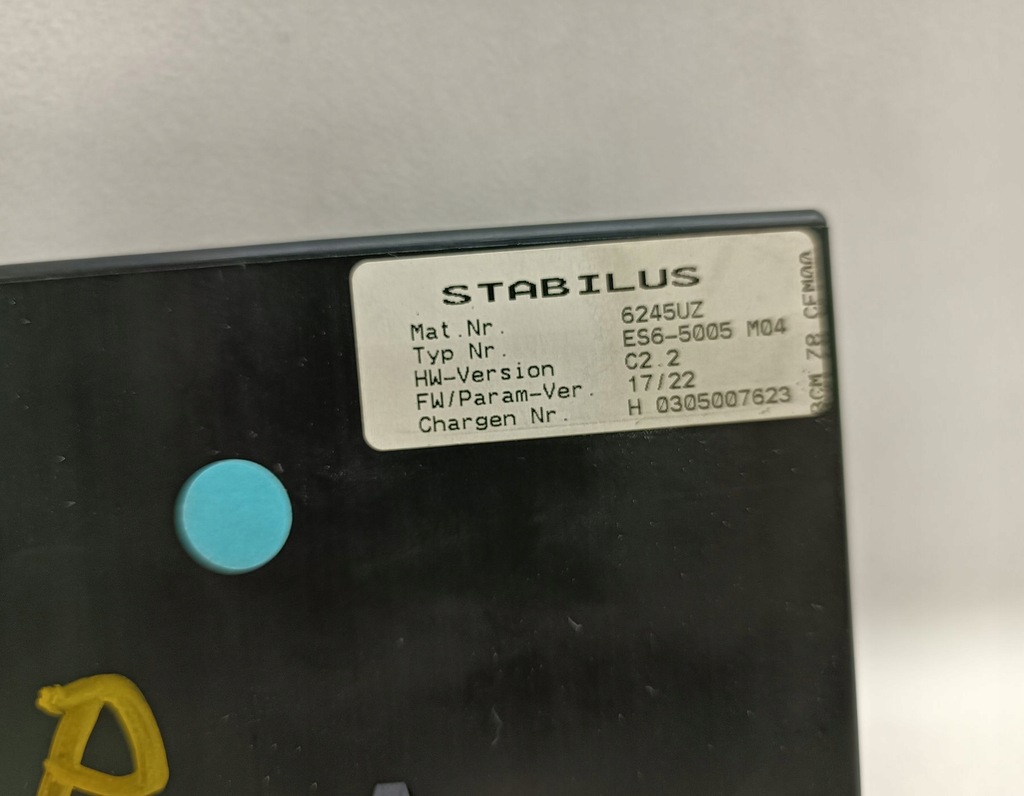 STABILUS
Mat.Nr. 6245UZ
Typ Nr. ES6-5005 M04
HW-Version C2.2
FW/Param-Ver. 17/22
Chargen Nr. H 0305007623